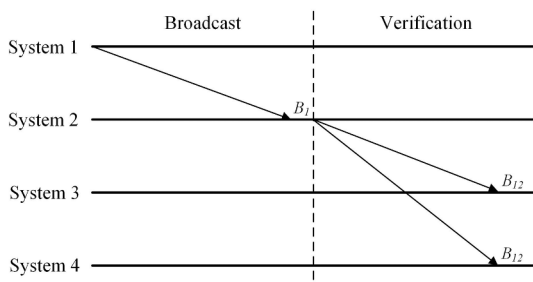 Broadcast Verification
System 1
System 2 B₁
System 3 B₁₂
System 4 B₁₂